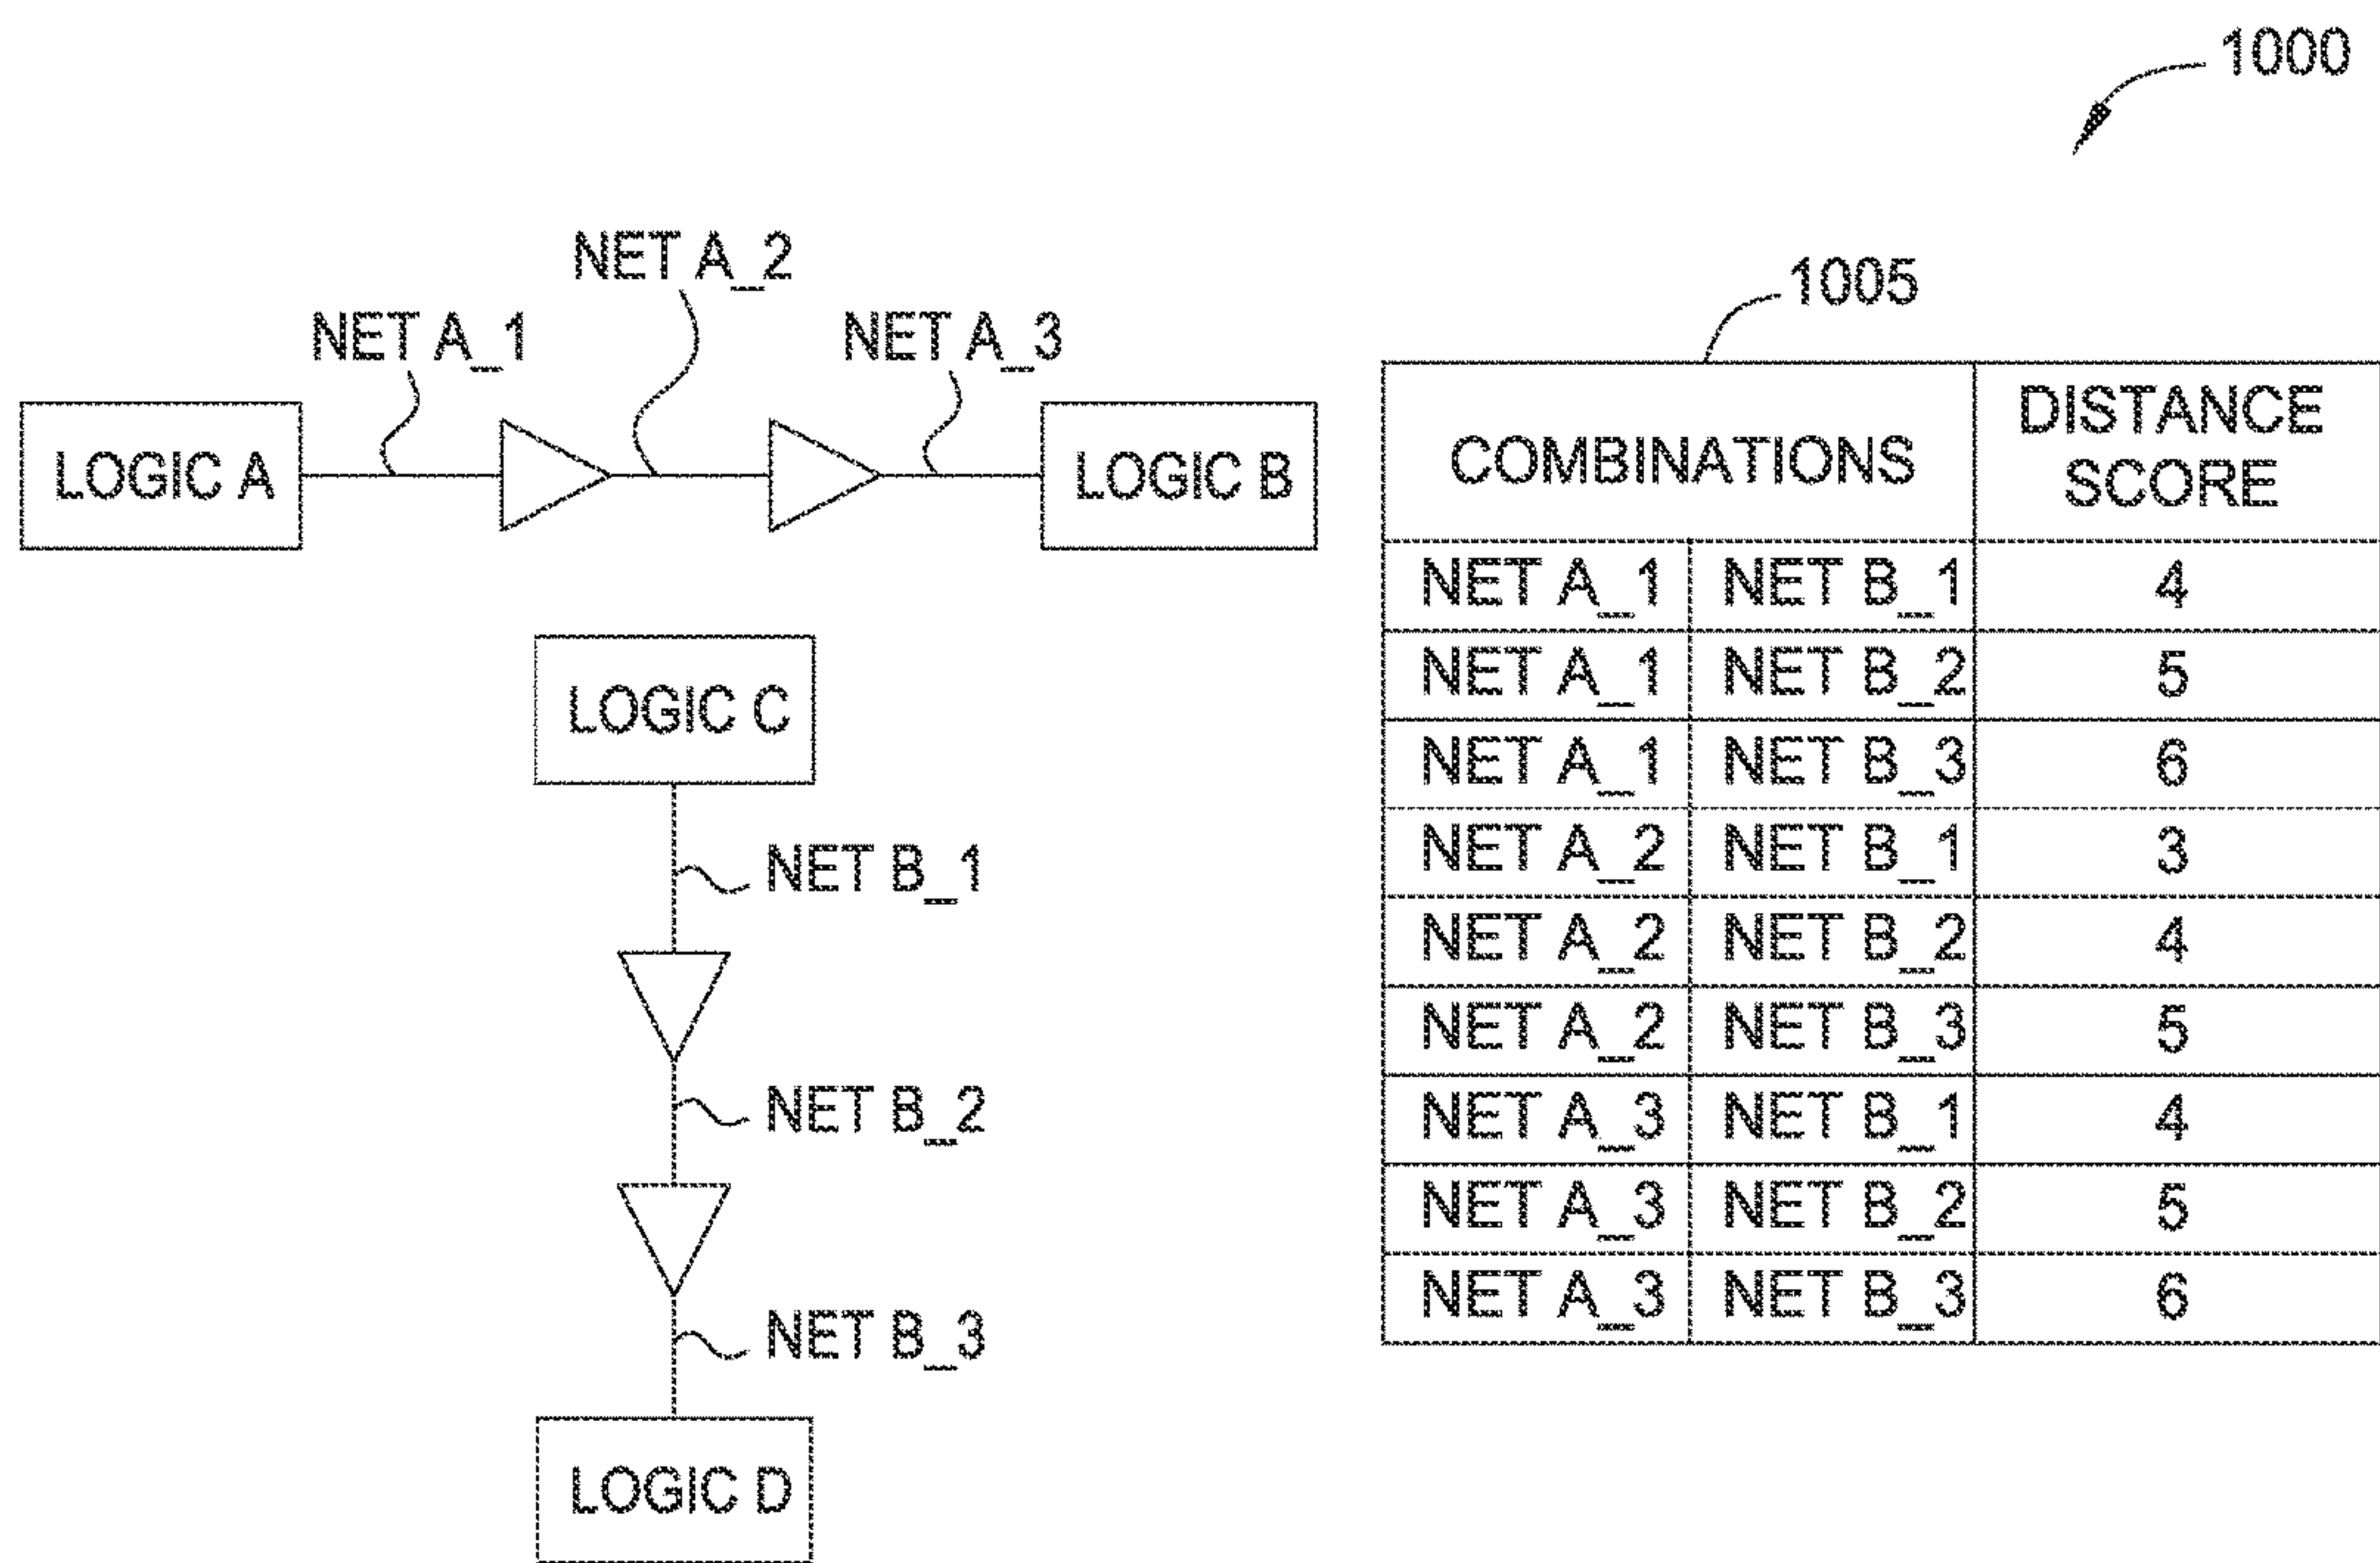 1000
NET A_2
NET A_1
NET A_3
LOGIC A
LOGIC B
LOGIC C
NET B_1
NET B_2
NET B_3
LOGIC D
1005
COMBINATIONS
DISTANCE
SCORE
NET A_1 NET B_1 4
NET A_1 NET B_2 5
NET A_1 NET B_3 6
NET A_2 NET B_1 3
NET A_2 NET B_2 4
NET A_2 NET B_3 5
NET A_3 NET B_1 4
NET A_3 NET B_2 5
NET A_3 NET B_3 6